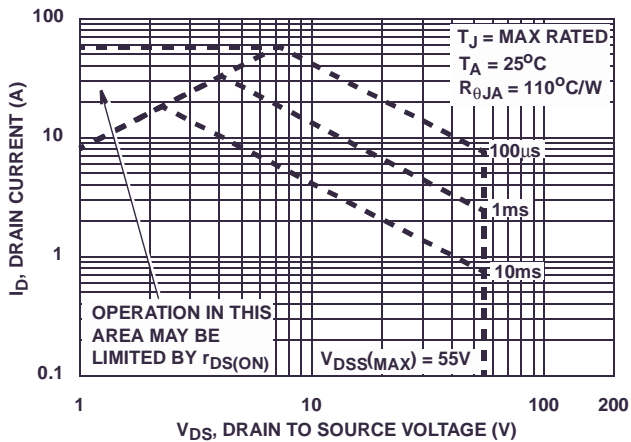 100
10
1
0.1
I_D, DRAIN CURRENT (A)
T_J = MAX RATED
T_A = 25°C
R_θJA = 110°C/W
100μs
1ms
10ms
OPERATION IN THIS
AREA MAY BE
LIMITED BY r_DS(ON)
V_DSS(MAX) = 55V
1
10
100
200
V_DS, DRAIN TO SOURCE VOLTAGE (V)